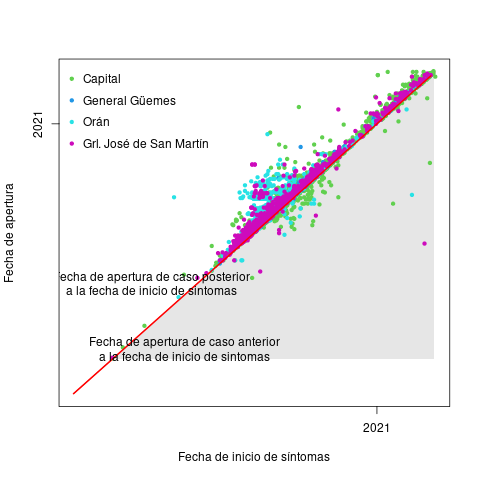 Capital
General Güemes
Orán
Grl. José de San Martín
2021
Fecha de apertura
fecha de apertura de caso posterior
a la fecha de inicio de síntomas
Fecha de apertura de caso anterior
a la fecha de inicio de sintomas
2021
Fecha de inicio de síntomas